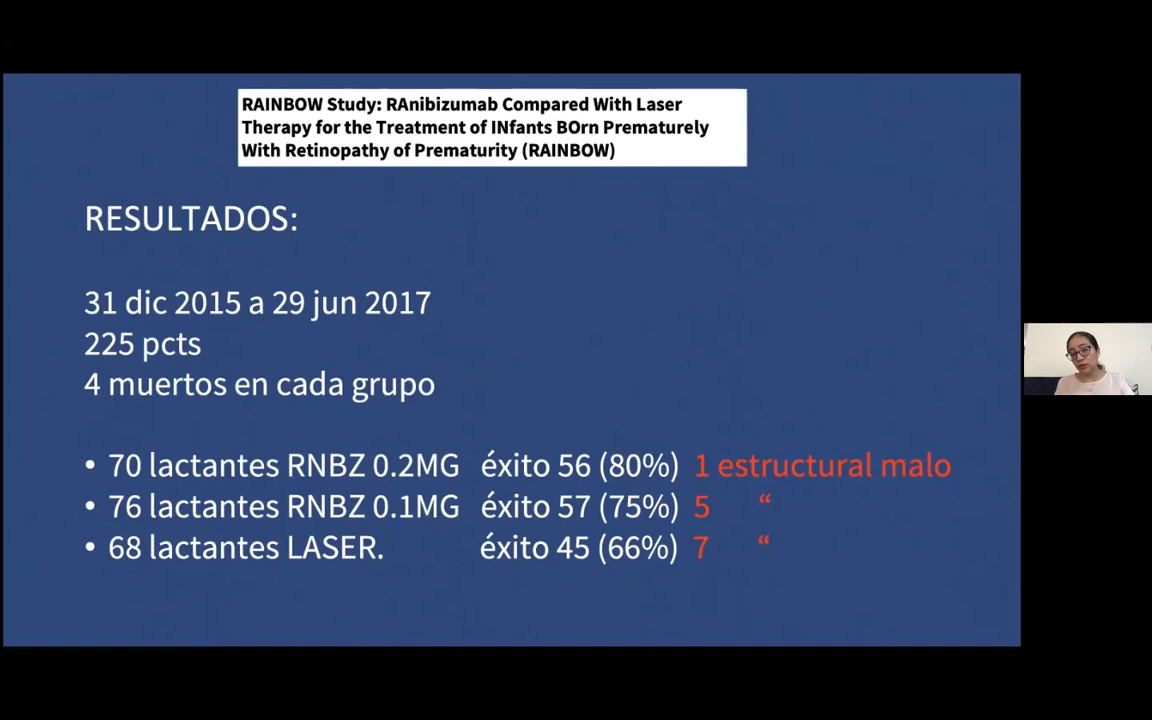 RAINBOW Study: RAnibizumab Compared With Laser
Therapy for the Treatment of INfants BOrn Prematurely
With Retinopathy of Prematurity (RAINBOW)
RESULTADOS:
31 dic 2015 a 29 jun 2017
225 pcts
4 muertos en cada grupo
• 70 lactantes RNBZ 0.2MG éxito 56 (80%) 1 estructural malo
• 76 lactantes RNBZ 0.1MG éxito 57 (75%) 5 “
• 68 lactantes LASER. éxito 45 (66%) 7 “